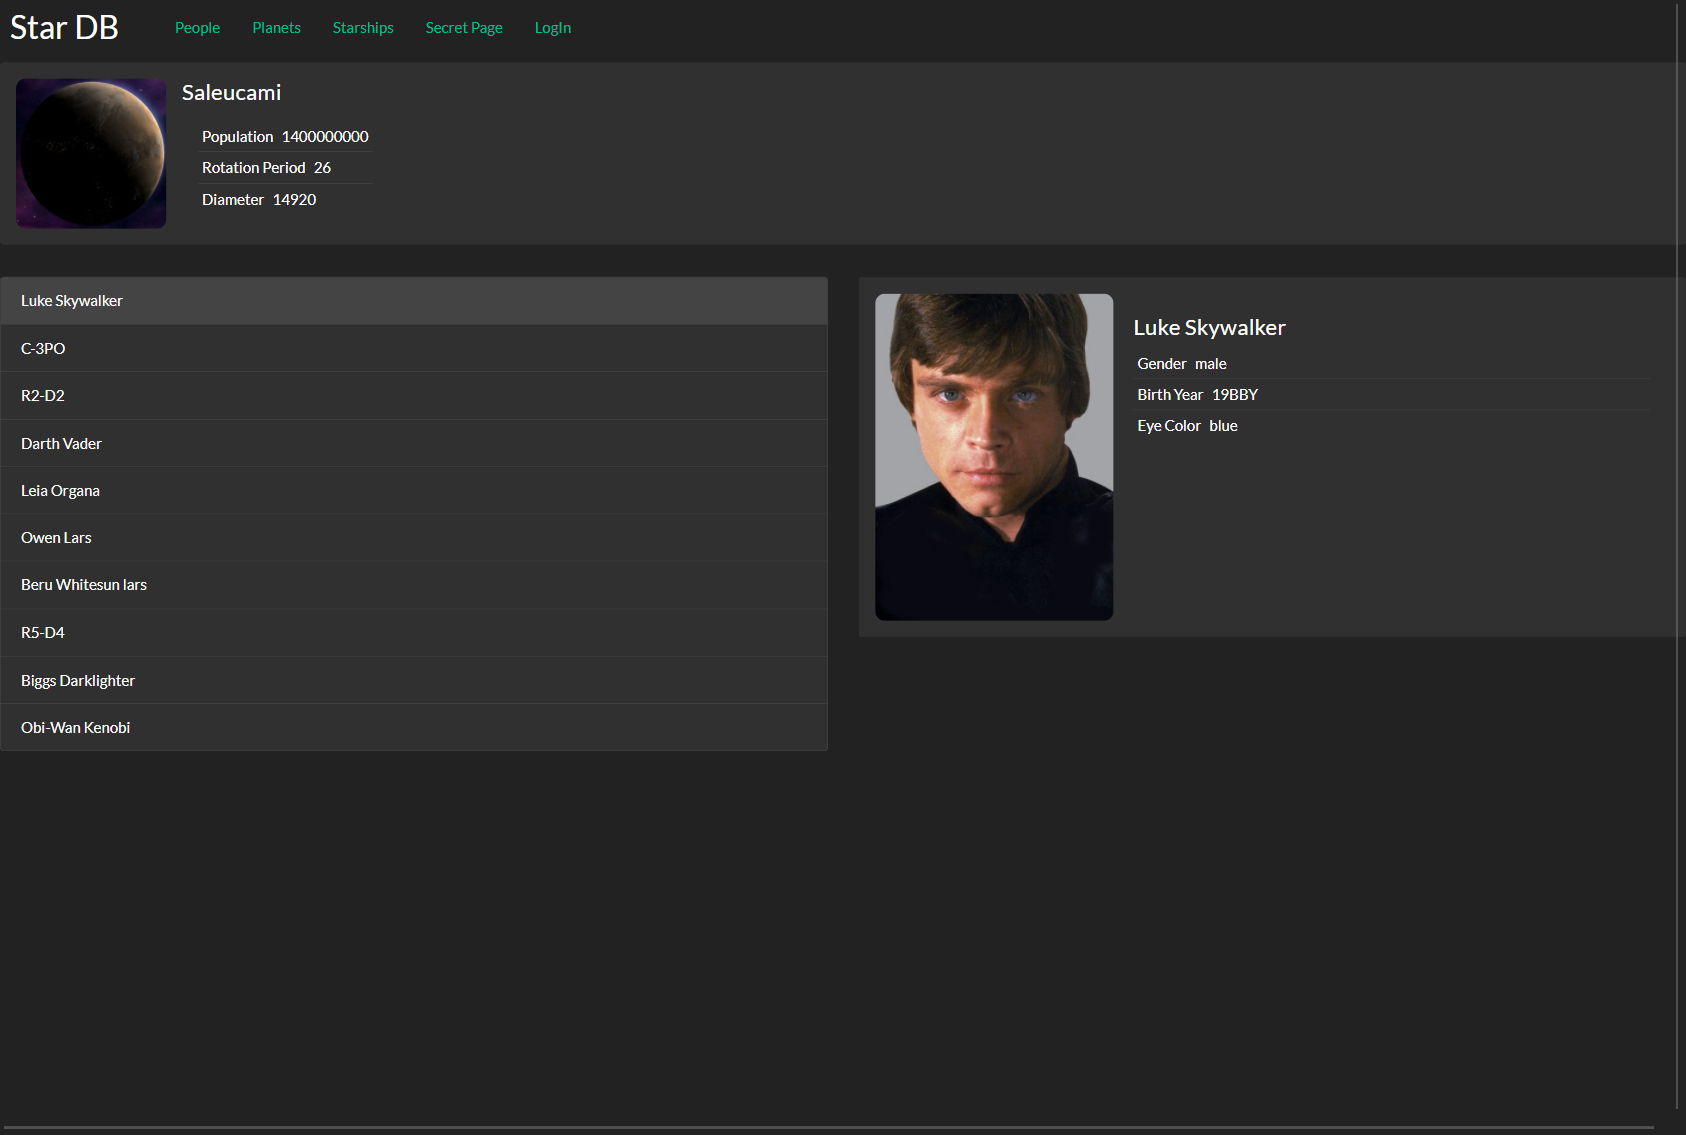 Star DB People Planets Starships Secret Page LogIn
Saleucami
Population 1400000000
Rotation Period 26
Diameter 14920
Luke Skywalker
C-3PO
R2-D2
Darth Vader
Leia Organa
Owen Lars
Beru Whitesun lars
R5-D4
Biggs Darklighter
Obi-Wan Kenobi
Luke Skywalker
Gender male
Birth Year 19BBY
Eye Color blue